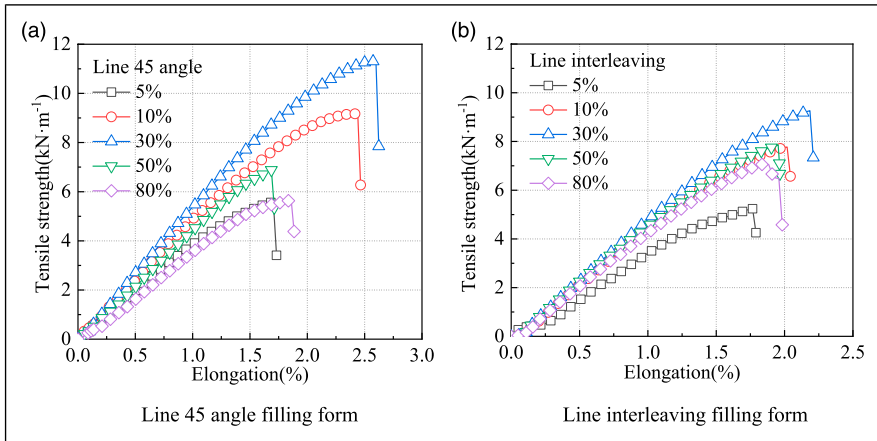 (a)
Line 45 angle
5%
10%
30%
50%
80%
Tensile strength(kN·m⁻¹)
12
10
8
6
4
2
0
0.0 0.5 1.0 1.5 2.0 2.5 3.0
Elongation(%)
Line 45 angle filling form
(b)
Line interleaving
5%
10%
30%
50%
80%
Tensile strength(kN·m⁻¹)
12
10
8
6
4
2
0
0.0 0.5 1.0 1.5 2.0 2.5
Elongation(%)
Line interleaving filling form